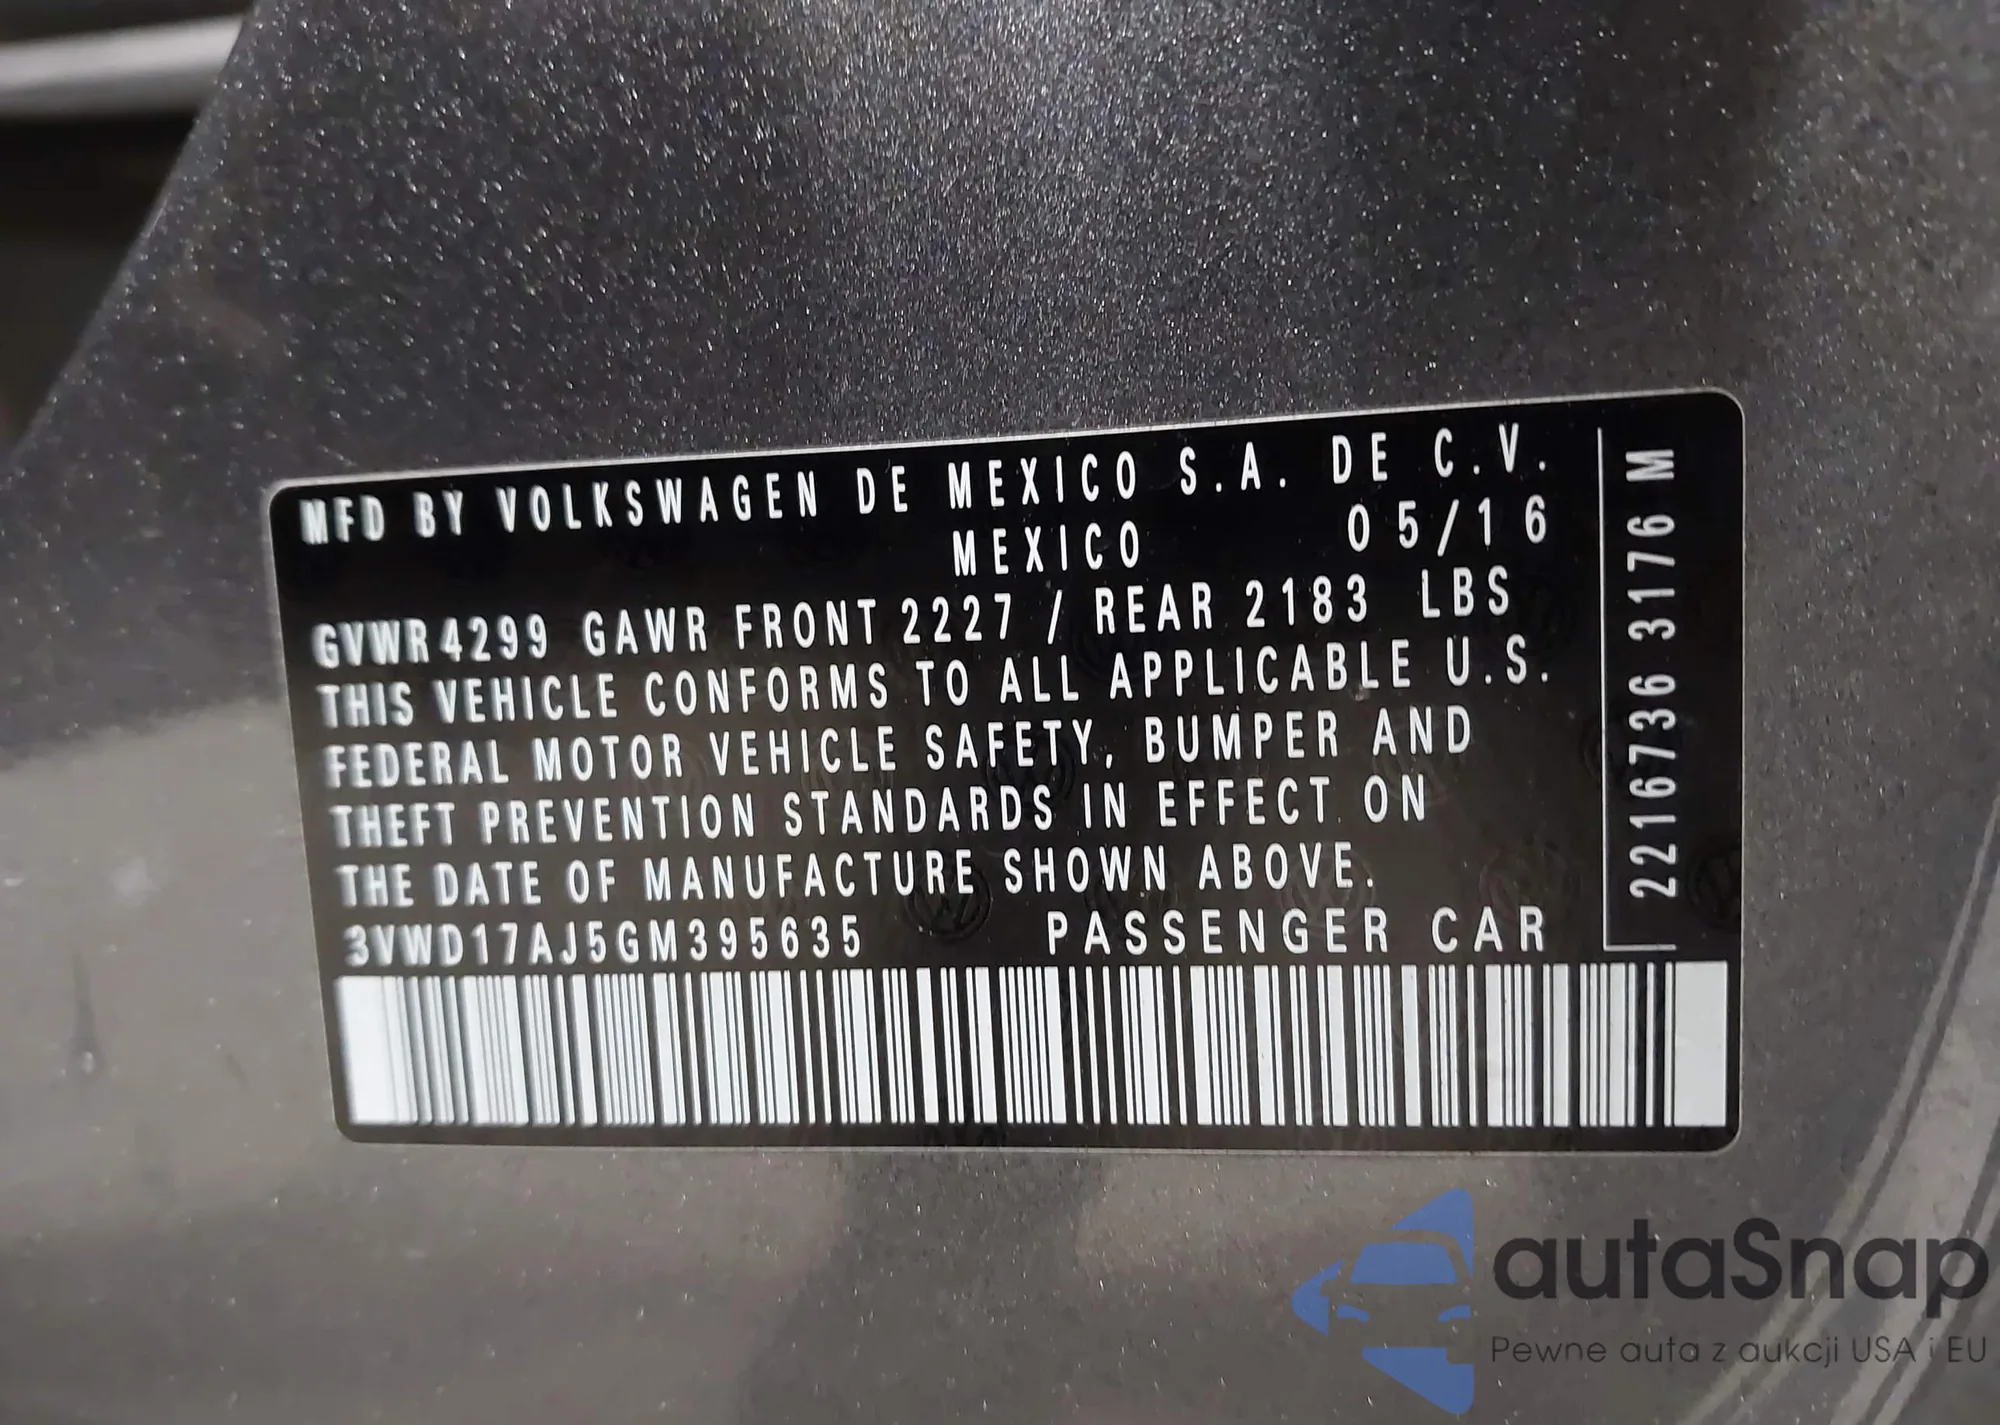 MFD BY VOLKSWAGEN DE MEXICO S.A. DE C.V.
MEXICO 05/16
GVWR 4299 GAWR FRONT 2227 / REAR 2183 LBS
THIS VEHICLE CONFORMS TO ALL APPLICABLE U.S.
FEDERAL MOTOR VEHICLE SAFETY, BUMPER AND
THEFT PREVENTION STANDARDS IN EFFECT ON
THE DATE OF MANUFACTURE SHOWN ABOVE.
3VWD17AJ5GM395635 PASSENGER CAR
2216736 3176 M
autaSnap
Pewne auta z aukcji USA i EU